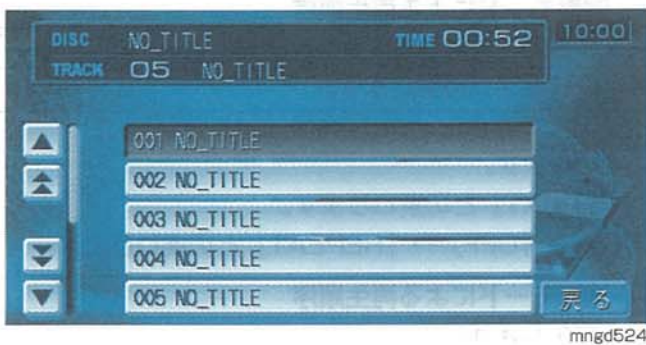 DISC NO_TITLE TIME 00:52 10:00
TRACK 05 NO_TITLE
001 NO_TITLE
002 NO_TITLE
003 NO_TITLE
004 NO_TITLE
005 NO_TITLE
戻る
mngd524